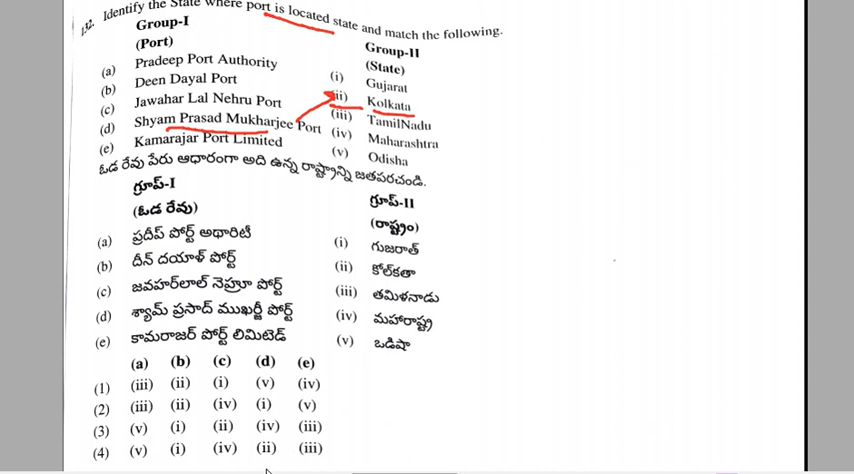 132. Identify the State where port is located state and match the following.
Group-I
(Port)
(a) Pradeep Port Authority
(b) Deen Dayal Port
(c) Jawahar Lal Nehru Port
(d) Shyam Prasad Mukharjee Port
(e) Kamarajar Port Limited
Group-II
(State)
(i) Gujarat
(ii) Kolkata
(iii) TamilNadu
(iv) Maharashtra
(v) Odisha
ఓడ రేవు పేరు ఆధారంగా అది ఉన్న రాష్ట్రాన్ని జతపరచండి.
గ్రూప్-I
(ఓడ రేవు)
(a) ప్రదీప్ పోర్ట్ అథారిటీ
(b) దీన్ దయాళ్ పోర్ట్
(c) జవహర్‌లాల్ నెహ్రూ పోర్ట్
(d) శ్యామ్ ప్రసాద్ ముఖర్జీ పోర్ట్
(e) కామరాజర్ పోర్ట్ లిమిటెడ్
గ్రూప్-II
(రాష్ట్రం)
(i) గుజరాత్
(ii) కోల్‌కతా
(iii) తమిళనాడు
(iv) మహారాష్ట్ర
(v) ఒడిషా
(a) (b) (c) (d) (e)
(1) (iii) (ii) (i) (v) (iv)
(2) (iii) (ii) (iv) (i) (v)
(3) (v) (i) (ii) (iv) (iii)
(4) (v) (i) (iv) (ii) (iii)